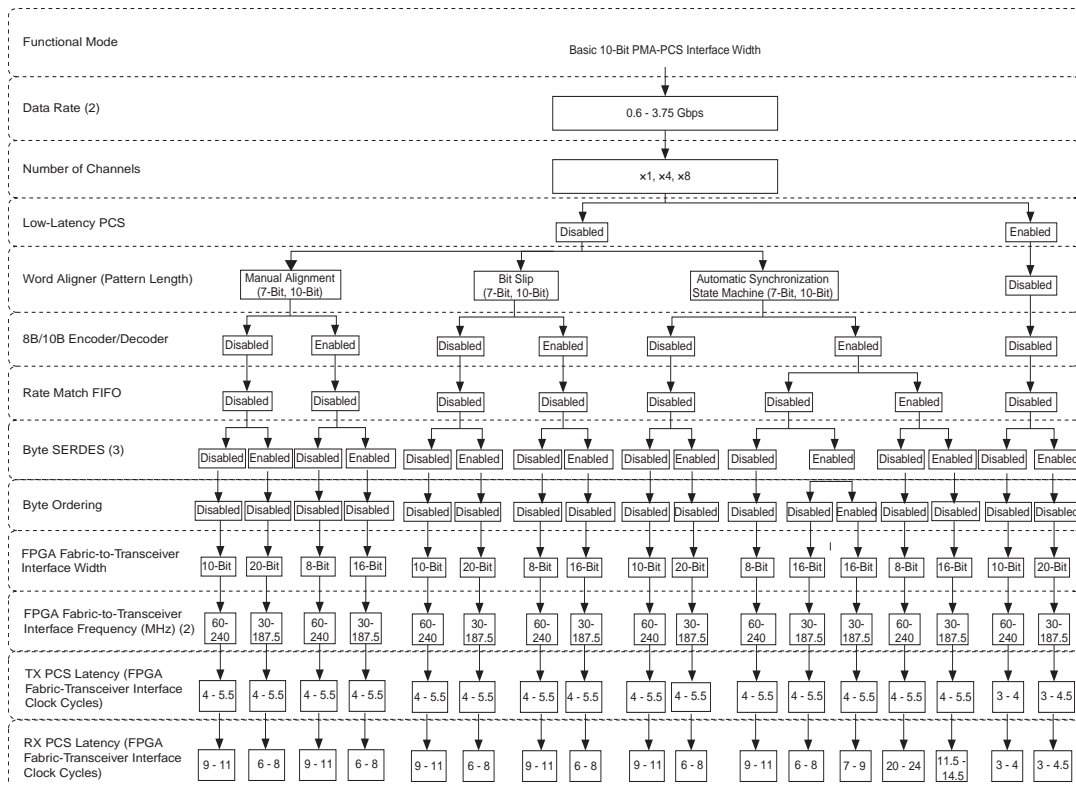 Functional Mode
Basic 10-Bit PMA-PCS Interface Width
Data Rate (2)
0.6 - 3.75 Gbps
Number of Channels
×1, ×4, ×8
Low-Latency PCS
Disabled Enabled
Word Aligner (Pattern Length)
Manual Alignment
(7-Bit, 10-Bit)
Bit Slip
(7-Bit, 10-Bit)
Automatic Synchronization
State Machine (7-Bit, 10-Bit)
Disabled
8B/10B Encoder/Decoder
Disabled Enabled Disabled Enabled Disabled Enabled Disabled
Rate Match FIFO
Disabled Disabled Disabled Disabled Disabled Disabled Enabled Disabled
Byte SERDES (3)
Disabled Enabled Disabled Enabled Disabled Enabled Disabled Enabled Disabled Enabled Disabled Enabled Disabled Enabled Disabled Enabled
Byte Ordering
Disabled Disabled Disabled Disabled Disabled Disabled Disabled Disabled Disabled Disabled Disabled Disabled Enabled Disabled Disabled Disabled Disabled
FPGA Fabric-to-Transceiver
Interface Width
10-Bit 20-Bit 8-Bit 16-Bit 10-Bit 20-Bit 8-Bit 16-Bit 10-Bit 20-Bit 8-Bit 16-Bit 16-Bit 8-Bit 16-Bit 10-Bit 20-Bit
FPGA Fabric-to-Transceiver
Interface Frequency (MHz) (2)
60- 30- 60- 30- 60- 30- 60- 30- 60- 30- 60- 30- 30- 60- 30- 60- 30-
240 187.5 240 187.5 240 187.5 240 187.5 240 187.5 240 187.5 187.5 240 187.5 240 187.5
TX PCS Latency (FPGA
Fabric-Transceiver Interface
Clock Cycles)
4 - 5.5 4 - 5.5 4 - 5.5 4 - 5.5 4 - 5.5 4 - 5.5 4 - 5.5 4 - 5.5 4 - 5.5 4 - 5.5 4 - 5.5 4 - 5.5 4 - 5.5 4 - 5.5 4 - 5.5 3 - 4 3 - 4.5
RX PCS Latency (FPGA
Fabric-Transceiver Interface
Clock Cycles)
9 - 11 6 - 8 9 - 11 6 - 8 9 - 11 6 - 8 9 - 11 6 - 8 9 - 11 6 - 8 9 - 11 6 - 8 7 - 9 20 - 24 11.5 - 14.5 3 - 4 3 - 4.5